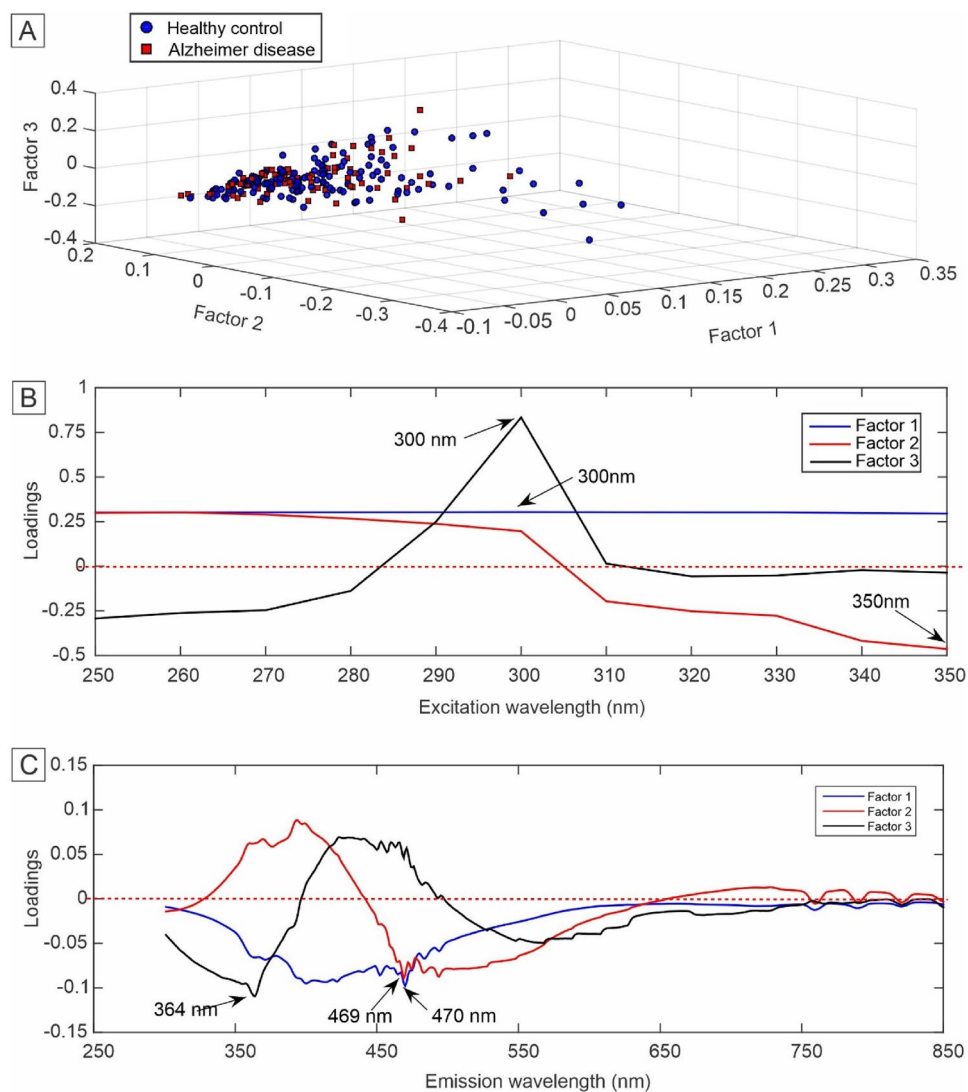 A
Healthy control
Alzheimer disease
Factor 3
0.4
0.2
0
-0.2
-0.4
0.2
0.1
0
-0.1
-0.2
-0.3
-0.4
Factor 2
-0.1
-0.05
0
0.05
0.1
0.15
0.2
0.25
0.3
0.35
Factor 1
B
Loadings
1
0.75
0.25
0
-0.25
-0.5
300 nm
300nm
350nm
Factor 1
Factor 2
Factor 3
250 260 270 280 290 300 310 320 330 340 350
Excitation wavelength (nm)
C
Loadings
0.15
0.1
0.05
0
-0.05
-0.1
-0.15
364 nm
469 nm
470 nm
Factor 1
Factor 2
Factor 3
250 350 450 550 650 750 850
Emission wavelength (nm)